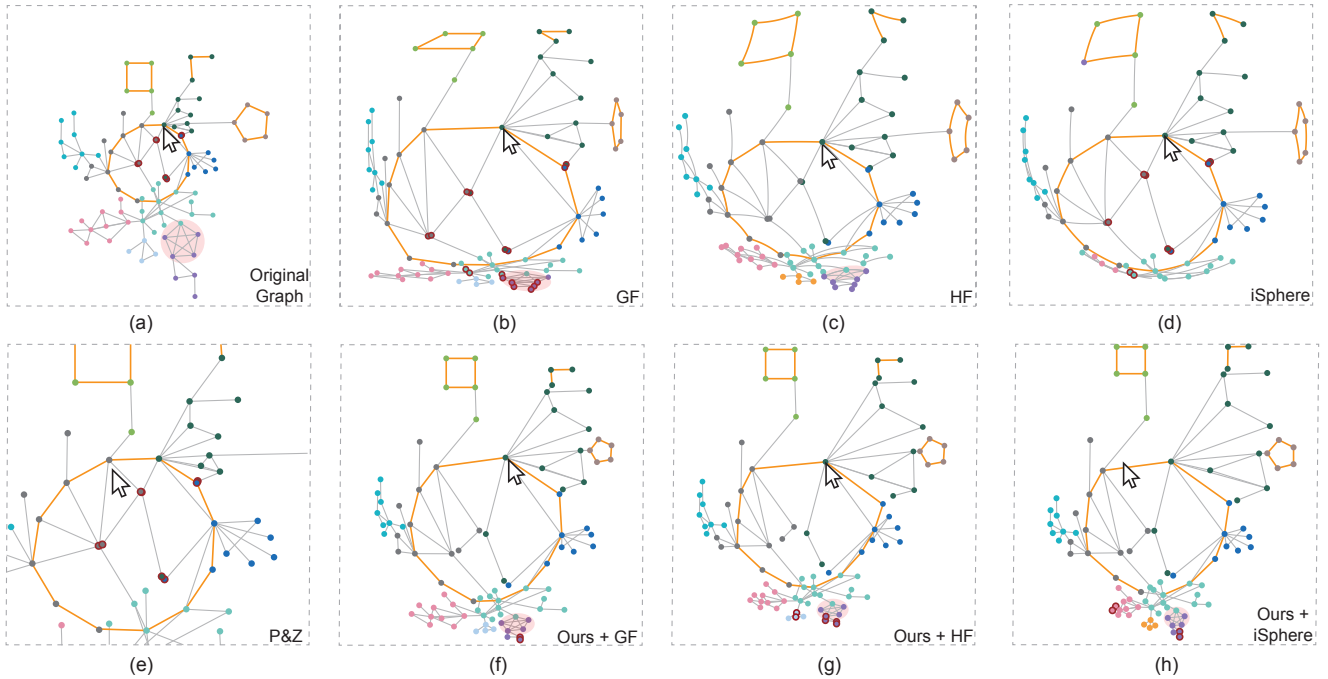 Original
Graph
GF
HF
iSphere
(a)
(b)
(c)
(d)
P&Z
Ours + GF
Ours + HF
Ours +
iSphere
(e)
(f)
(g)
(h)